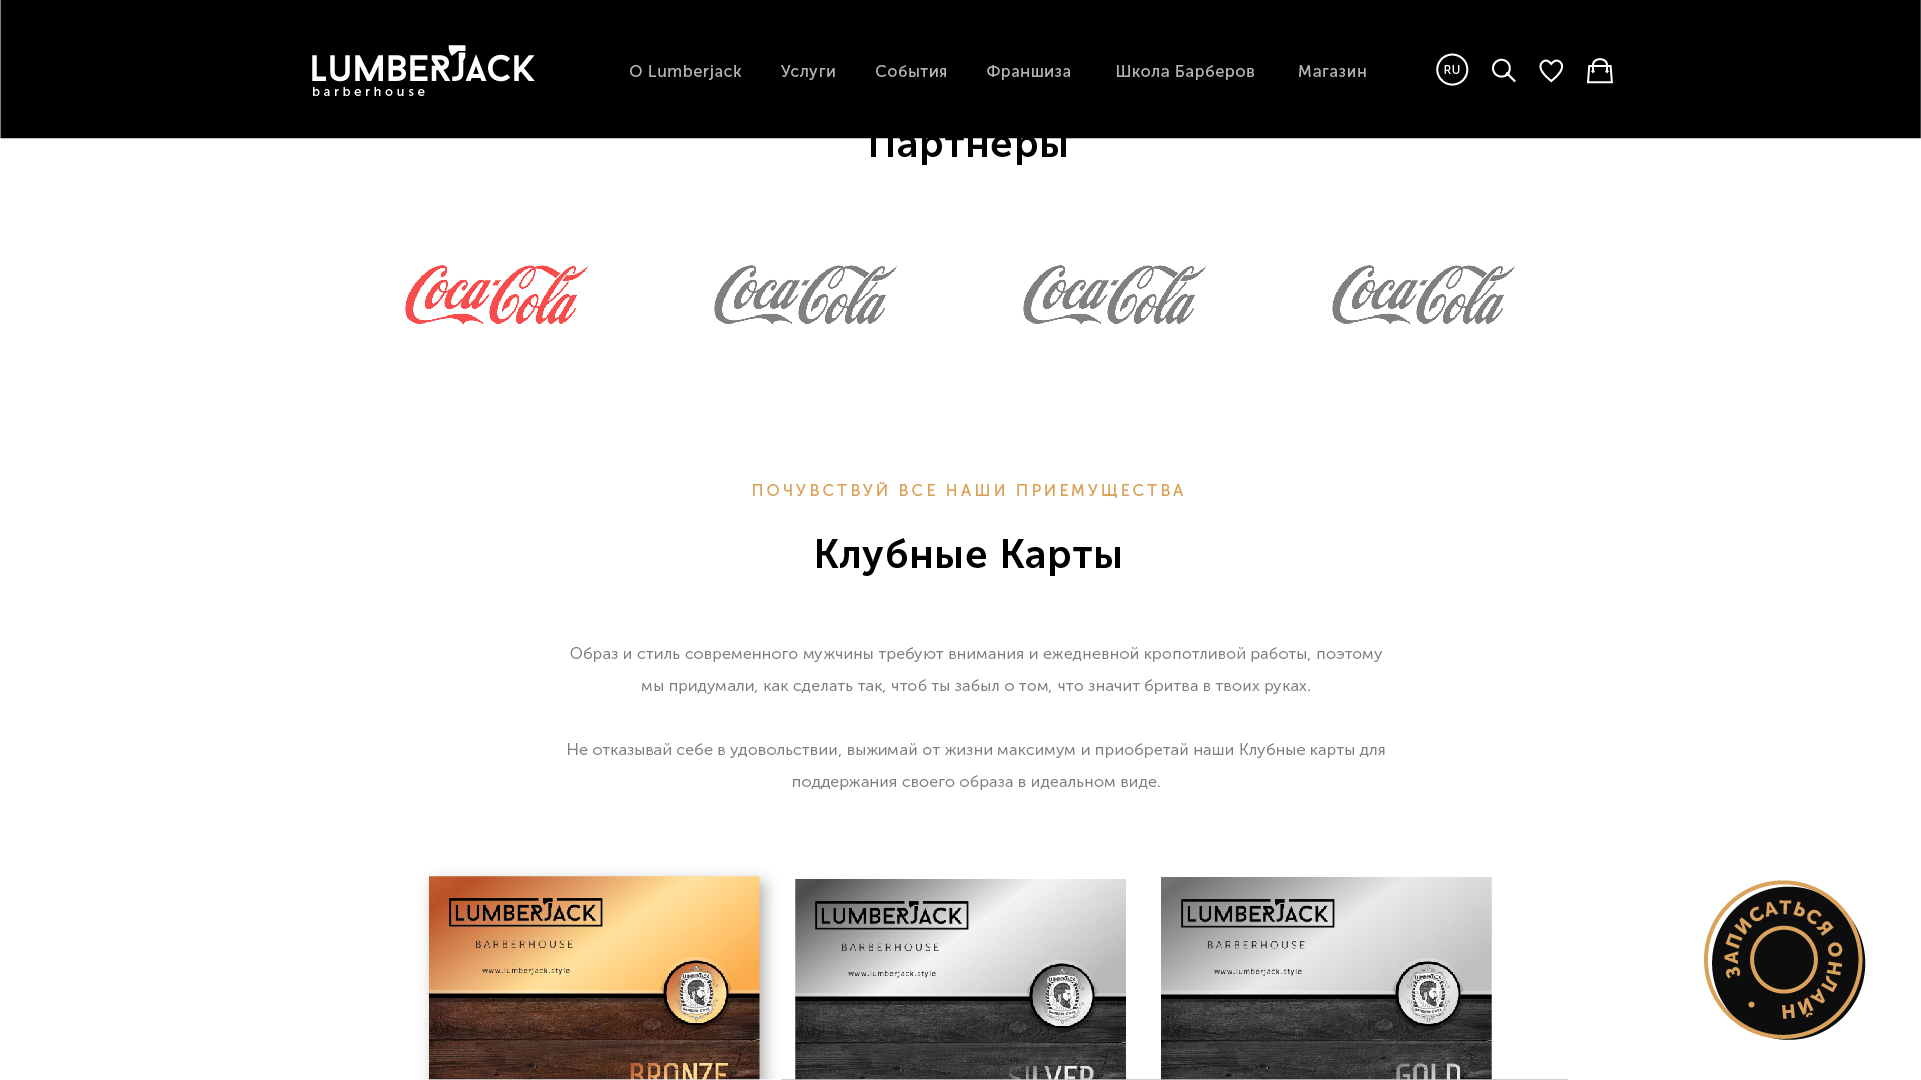 LUMBERJACK
barberhouse
О Lumberjack
Услуги
События
Франшиза
Школа Барберов
Магазин
RU
Партнеры
Coca-Cola
Coca-Cola
Coca-Cola
Coca-Cola
ПОЧУВСТВУЙ ВСЕ НАШИ ПРИЕМУЩЕСТВА
Клубные Карты
Образ и стиль современного мужчины требуют внимания и ежедневной кропотливой работы, поэтому
мы придумали, как сделать так, чтоб ты забыл о том, что значит бритва в твоих руках.
Не отказывай себе в удовольствии, выжимай от жизни максимум и приобретай наши Клубные карты для
поддержания своего образа в идеальном виде.
LUMBERJACK
BARBERHOUSE
www.lumberjack.style
BRONZE
LUMBERJACK
BARBERHOUSE
www.lumberjack.style
SILVER
LUMBERJACK
BARBERHOUSE
www.lumberjack.style
GOLD
ЗАПИСАТЬСЯ ОНЛАЙН •